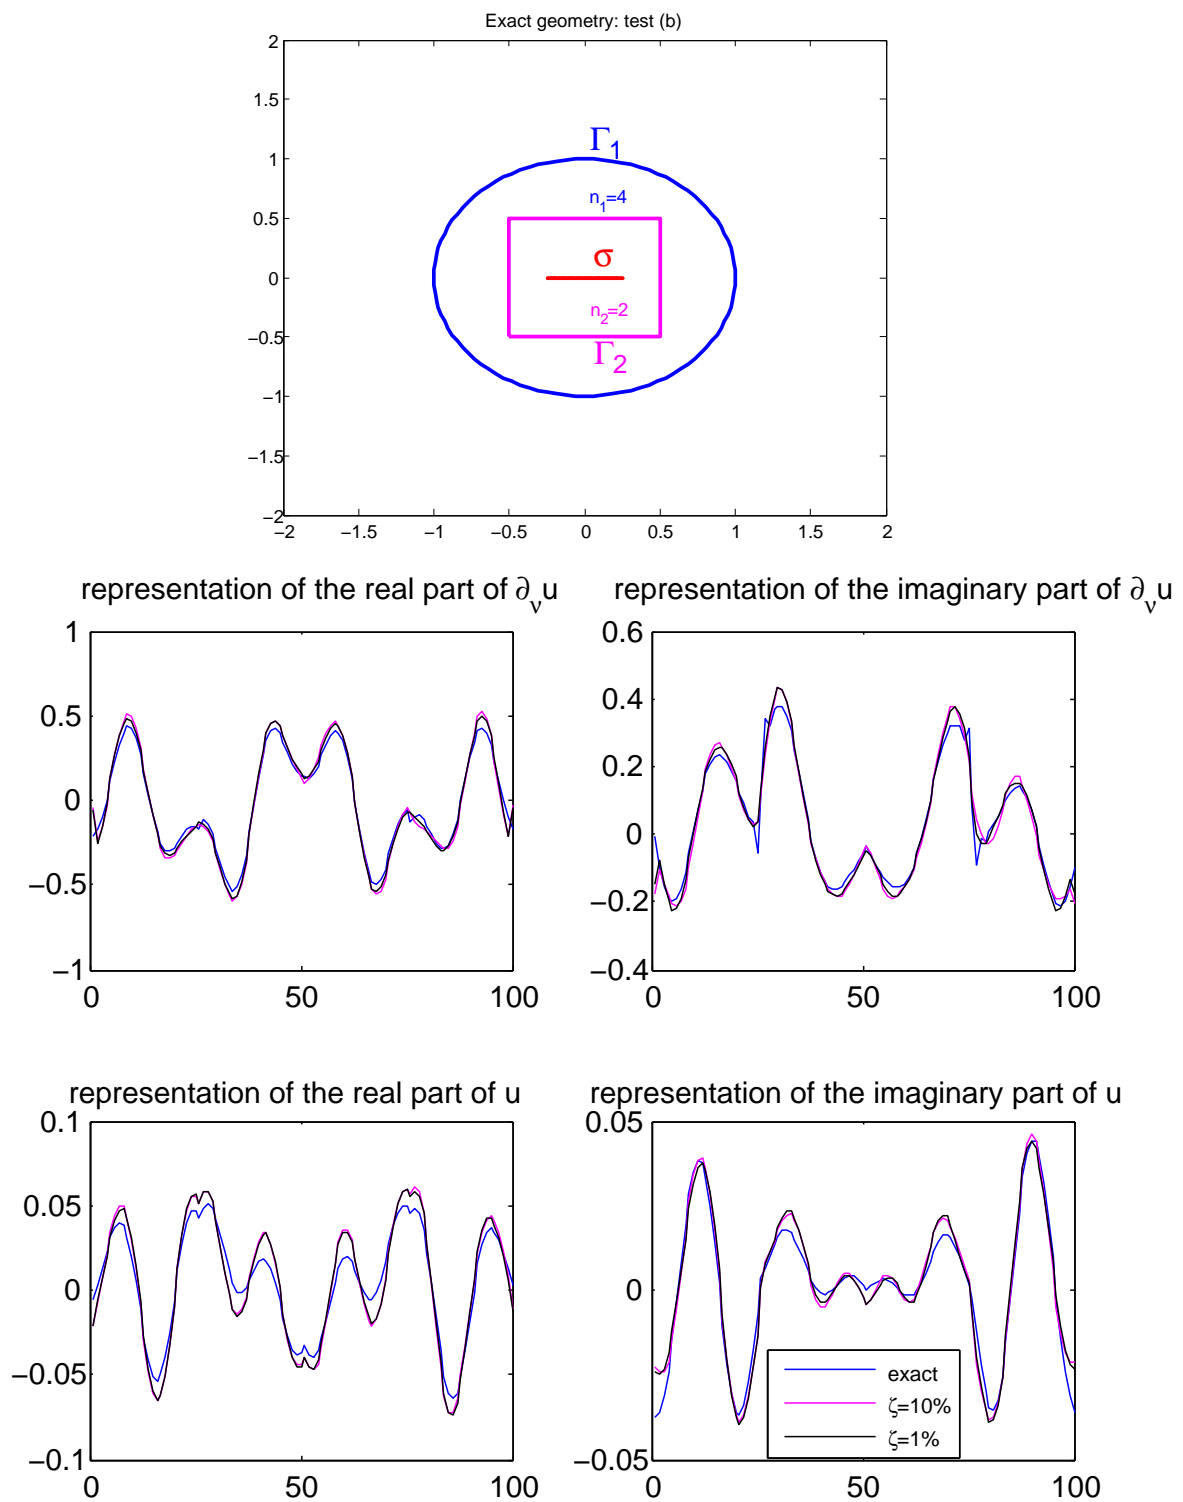 Exact geometry: test (b)
2
1.5
1
0.5
0
−0.5
−1
−1.5
−2
−2 −1.5 −1 −0.5 0 0.5 1 1.5 2
Γ1
n1=4
σ
n2=2
Γ2
representation of the real part of ∂νu
1
0.5
0
−0.5
−1
0 50 100
representation of the imaginary part of ∂νu
0.6
0.4
0.2
0
−0.2
−0.4
0 50 100
representation of the real part of u
0.1
0.05
0
−0.05
−0.1
0 50 100
representation of the imaginary part of u
0.05
0
−0.05
0 50 100
exact
ζ=10%
ζ=1%